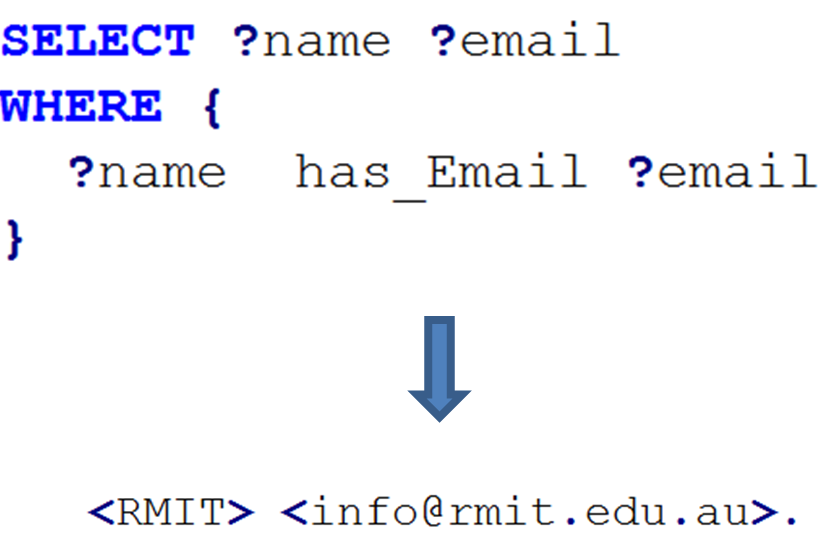 SELECT ?name ?email
WHERE {
?name has_Email ?email
}
<RMIT> <info@rmit.edu.au>.